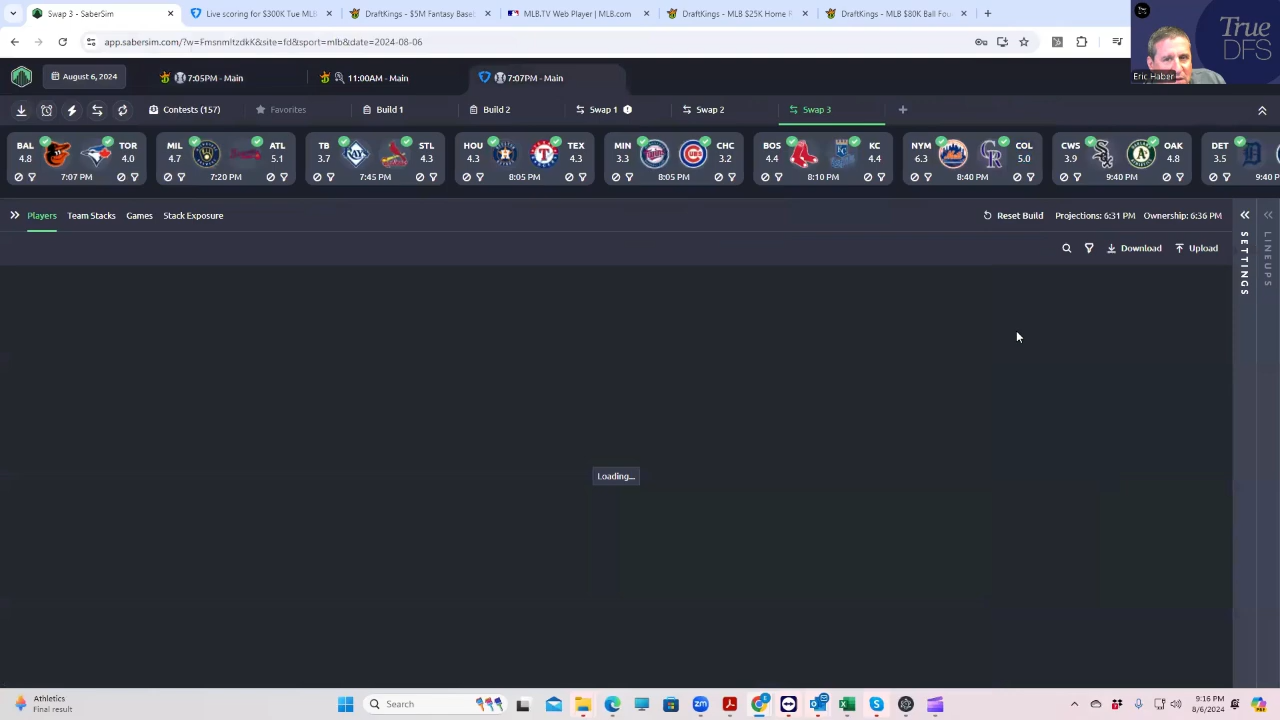 Swap 3 - SaberSim
Live scoring for $300K Tue MLB
DraftKings - $5M Fantasy Baseb
MLB.TV Web Player | MLB.com
DraftKings - MLB $25K Home F
DraftKings - MLB $80K Ball Four
app.sabersim.com/?w=FmsnmItzdkK&site=fd&sport=mlb&date=2024-08-06
True
DFS
Eric Haber
August 6, 2024
7:05PM - Main
11:00AM - Main
7:07PM - Main
Contests (157)
Favorites
Build 1
Build 2
Swap 1
Swap 2
Swap 3
BAL 4.8 TOR 4.0
7:07 PM
MIL 4.7 ATL 5.1
7:20 PM
TB 3.7 STL 4.3
7:45 PM
HOU 4.3 TEX 4.3
8:05 PM
MIN 3.3 CHC 3.2
8:05 PM
BOS 4.4 KC 4.4
8:10 PM
NYM 6.3 COL 5.0
8:40 PM
CWS 3.9 OAK 4.8
9:40 PM
DET 3.5
9:40 P
Players
Team Stacks
Games
Stack Exposure
Reset Build
Projections: 6:31 PM
Ownership: 6:36 PM
Download
Upload
SETTINGS
LINEUPS
Loading...
Athletics
Final result
Search
9:16 PM
8/6/2024